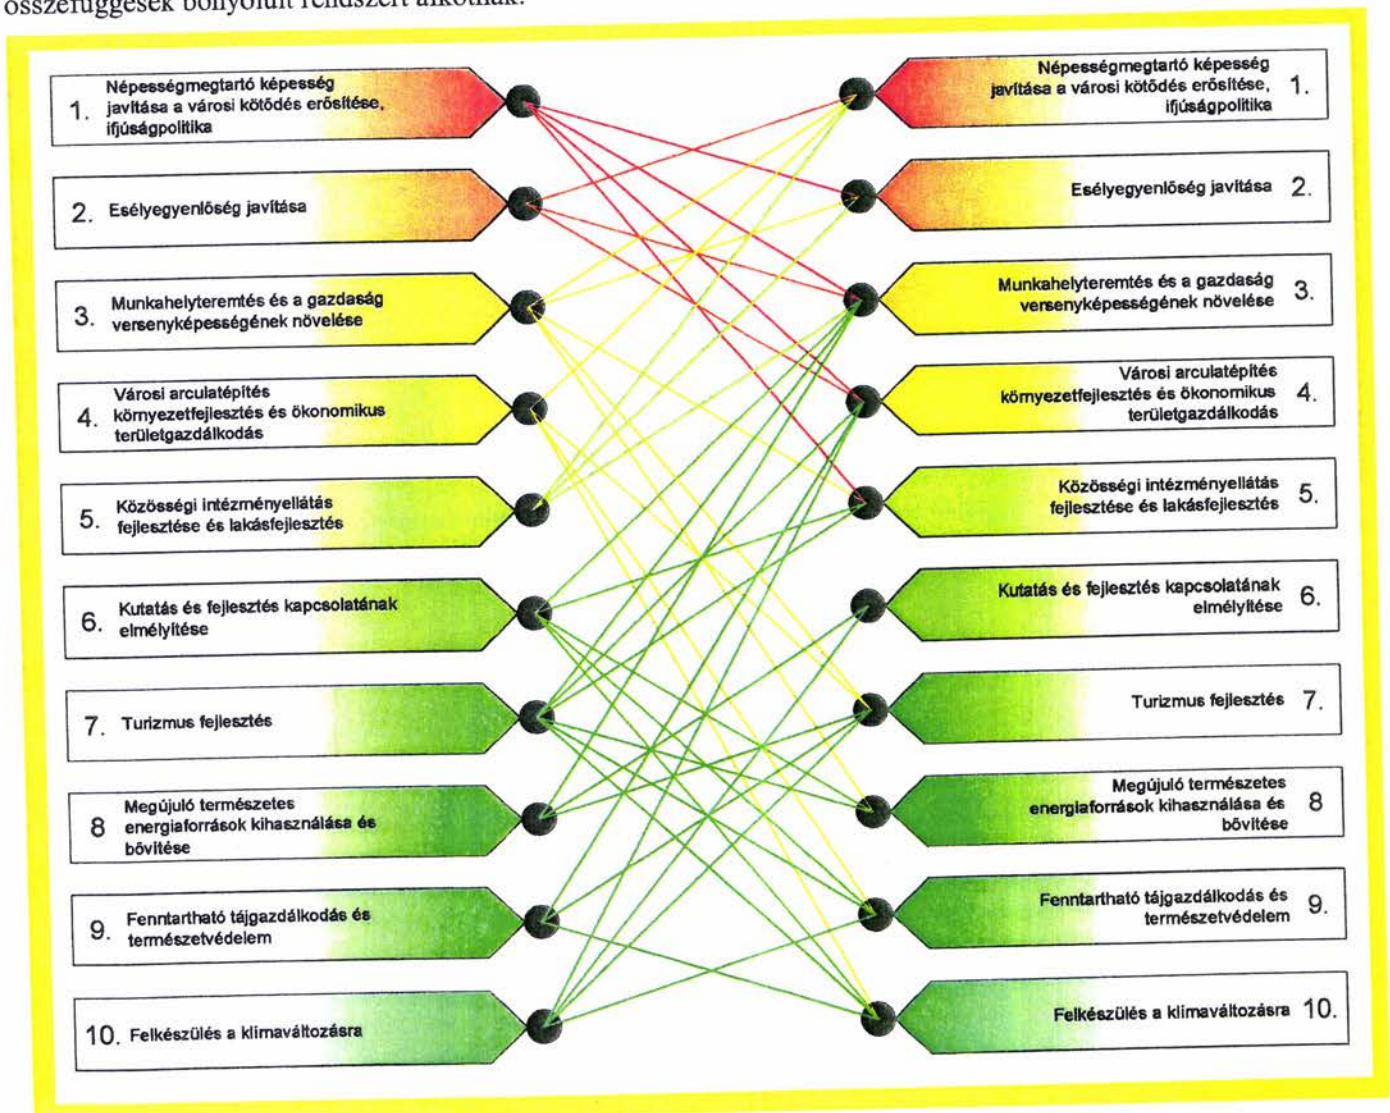 összefüggések bonyolult rendszert alkotnak.
1. Népességmegtartó képesség
javítása a városi kötődés erősítése,
ifjúságpolitika
2. Esélyegyenlőség javítása
3. Munkahelyteremtés és a gazdaság
versenyképességének növelése
4. Városi arculatépítés
környezetfejlesztés és ökonomikus
területgazdálkodás
5. Közösségi intézményellátás
fejlesztése és lakásfejlesztés
6. Kutatás és fejlesztés kapcsolatának
elmélyítése
7. Turizmus fejlesztés
8 Megújuló természetes
energiaforrások kihasználása és
bővítése
9. Fenntartható tájgazdálkodás és
természetvédelem
10. Felkészülés a klímaváltozásra
Népességmegtartó képesség
javítása a városi kötődés erősítése, 1.
ifjúságpolitika
Esélyegyenlőség javítása 2.
Munkahelyteremtés és a gazdaság 3.
versenyképességének növelése
Városi arculatépítés
környezetfejlesztés és ökonomikus 4.
területgazdálkodás
Közösségi intézményellátás 5.
fejlesztése és lakásfejlesztés
Kutatás és fejlesztés kapcsolatának 6.
elmélyítése
Turizmus fejlesztés 7.
Megújuló természetes
energiaforrások kihasználása és 8
bővítése
Fenntartható tájgazdálkodás és 9.
természetvédelem
Felkészülés a klímaváltozásra 10.